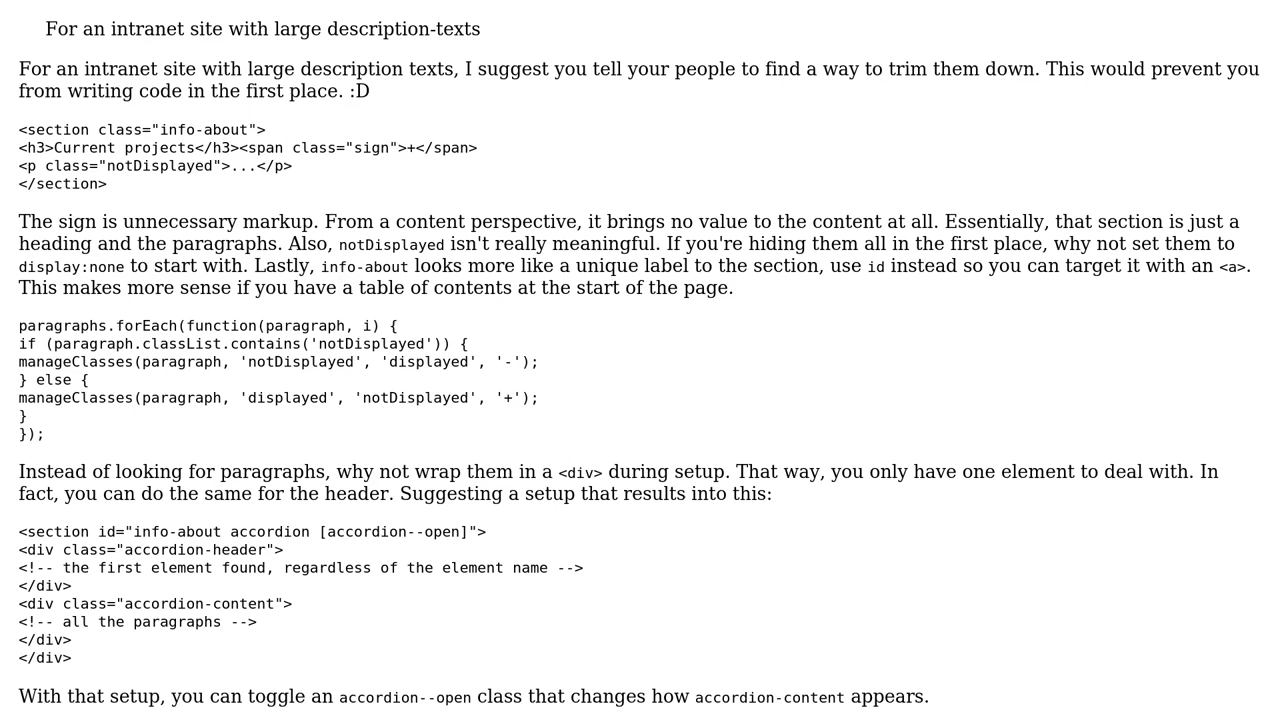 For an intranet site with large description-texts
For an intranet site with large description texts, I suggest you tell your people to find a way to trim them down. This would prevent you
from writing code in the first place. :D
<section class="info-about">
<h3>Current projects</h3><span class="sign">+</span>
<p class="notDisplayed">...</p>
</section>
The sign is unnecessary markup. From a content perspective, it brings no value to the content at all. Essentially, that section is just a
heading and the paragraphs. Also, notDisplayed isn't really meaningful. If you're hiding them all in the first place, why not set them to
display:none to start with. Lastly, info-about looks more like a unique label to the section, use id instead so you can target it with an <a>.
This makes more sense if you have a table of contents at the start of the page.
paragraphs.forEach(function(paragraph, i) {
if (paragraph.classList.contains('notDisplayed')) {
manageClasses(paragraph, 'notDisplayed', 'displayed', '-');
} else {
manageClasses(paragraph, 'displayed', 'notDisplayed', '+');
}
});
Instead of looking for paragraphs, why not wrap them in a <div> during setup. That way, you only have one element to deal with. In
fact, you can do the same for the header. Suggesting a setup that results into this:
<section id="info-about accordion [accordion--open]">
<div class="accordion-header">
<!-- the first element found, regardless of the element name -->
</div>
<div class="accordion-content">
<!-- all the paragraphs -->
</div>
</div>
With that setup, you can toggle an accordion--open class that changes how accordion-content appears.